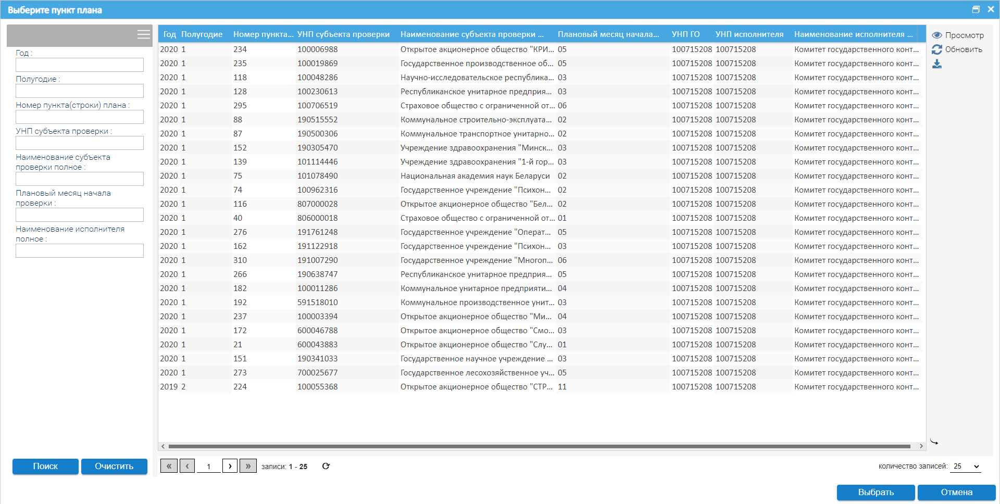 Выберите пункт плана
Год :
Полугодие :
Номер пункта(строки) плана :
УНП субъекта проверки :
Наименование субъекта
проверки полное :
Плановый месяц начала
проверки :
Наименование исполнителя
полное :
Поиск Очистить
Год Полугодие Номер пункта... УНП субъекта проверки Наименование субъекта проверки ... Плановый месяц начала... УНП ГО УНП исполнителя Наименование исполнителя ...
2020 1 234 100006988 Открытое акционерное общество "КРИ... 05 100715208 100715208 Комитет государственного конт...
2020 1 235 100019869 Государственное производственное об... 05 100715208 100715208 Комитет государственного конт...
2020 1 118 100048286 Научно-исследовательское республика... 03 100715208 100715208 Комитет государственного конт...
2020 1 128 100230613 Республиканское унитарное предприя... 03 100715208 100715208 Комитет государственного конт...
2020 1 295 100706519 Страховое общество с ограниченной от... 06 100715208 100715208 Комитет государственного конт...
2020 1 88 190515552 Коммунальное строительно-эксплуата... 02 100715208 100715208 Комитет государственного конт...
2020 1 87 190500306 Коммунальное транспортное унитарно... 02 100715208 100715208 Комитет государственного конт...
2020 1 152 190305470 Учреждение здравоохранения "Минск... 03 100715208 100715208 Комитет государственного конт...
2020 1 139 101114446 Учреждение здравоохранения "1-й гор... 03 100715208 100715208 Комитет государственного конт...
2020 1 75 101078490 Национальная академия наук Беларуси 02 100715208 100715208 Комитет государственного конт...
2020 1 74 100962316 Государственное учреждение "Психон... 02 100715208 100715208 Комитет государственного конт...
2020 1 116 807000028 Открытое акционерное общество "Бел... 02 100715208 100715208 Комитет государственного конт...
2020 1 40 806000018 Страховое общество с ограниченной от... 01 100715208 100715208 Комитет государственного конт...
2020 1 276 191761248 Государственное учреждение "Операт... 05 100715208 100715208 Комитет государственного конт...
2020 1 162 191122918 Государственное учреждение "Психон... 03 100715208 100715208 Комитет государственного конт...
2020 1 310 191007290 Государственное учреждение "Многоп... 06 100715208 100715208 Комитет государственного конт...
2020 1 266 190638747 Республиканское унитарное предприя... 05 100715208 100715208 Комитет государственного конт...
2020 1 182 100011286 Коммунальное унитарное предприяти... 04 100715208 100715208 Комитет государственного конт...
2020 1 192 591518010 Коммунальное производственное унит... 03 100715208 100715208 Комитет государственного конт...
2020 1 237 100003394 Открытое акционерное общество "Ми... 04 100715208 100715208 Комитет государственного конт...
2020 1 172 600046788 Открытое акционерное общество "Смо... 03 100715208 100715208 Комитет государственного конт...
2020 1 21 600043883 Открытое акционерное общество "Слу... 01 100715208 100715208 Комитет государственного конт...
2020 1 151 190341033 Государственное научное учреждение ... 03 100715208 100715208 Комитет государственного конт...
2020 1 273 700025677 Государственное лесохозяйственное уч... 05 100715208 100715208 Комитет государственного конт...
2019 2 224 100055368 Открытое акционерное общество "СТР... 11 100715208 100715208 Комитет государственного конт...
Просмотр
Обновить
« ‹ 1 › » записи: 1 - 25 количество записей: 25
Выбрать Отмена